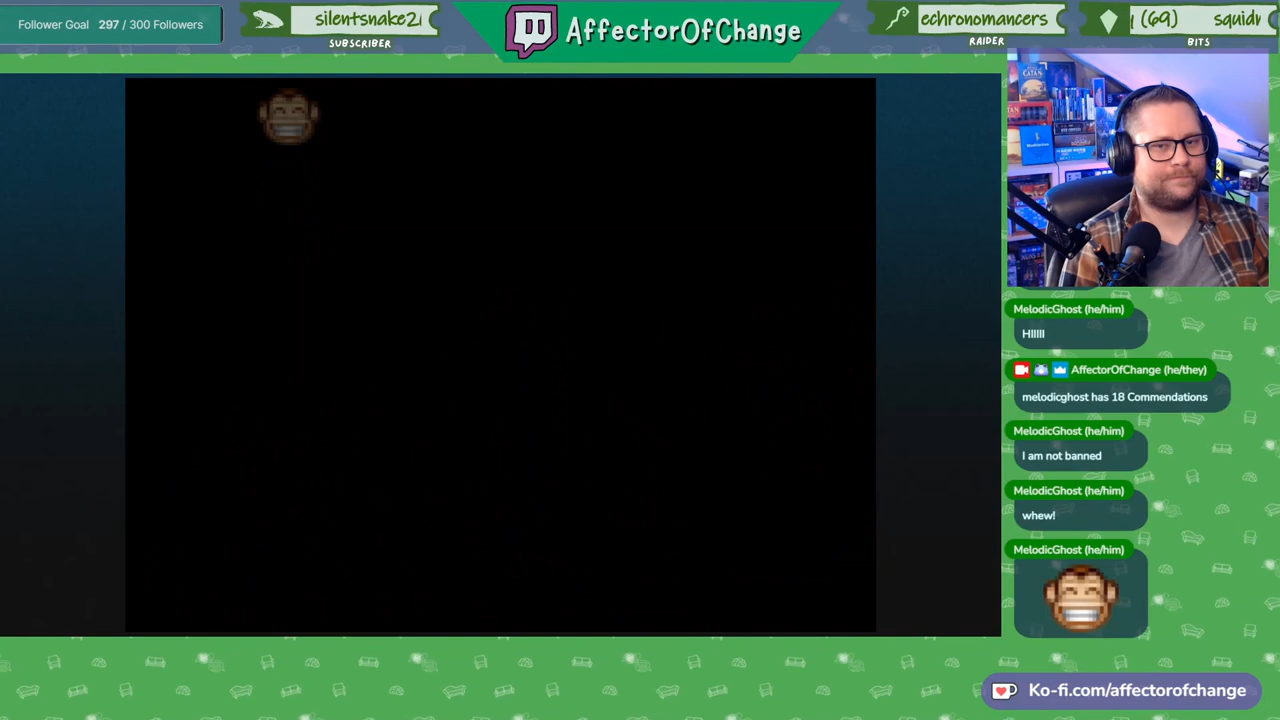 Follower Goal 297 / 300 Followers
silentsnake2
SUBSCRIBER
AffectorOfChange
echronomancers
RAIDER
(69) squidv
BITS
CATAN
MelodicGhost (he/him)
HIIIII
AffectorOfChange (he/they)
melodicghost has 18 Commendations
MelodicGhost (he/him)
I am not banned
MelodicGhost (he/him)
whew!
MelodicGhost (he/him)
Ko-fi.com/affectorofchange